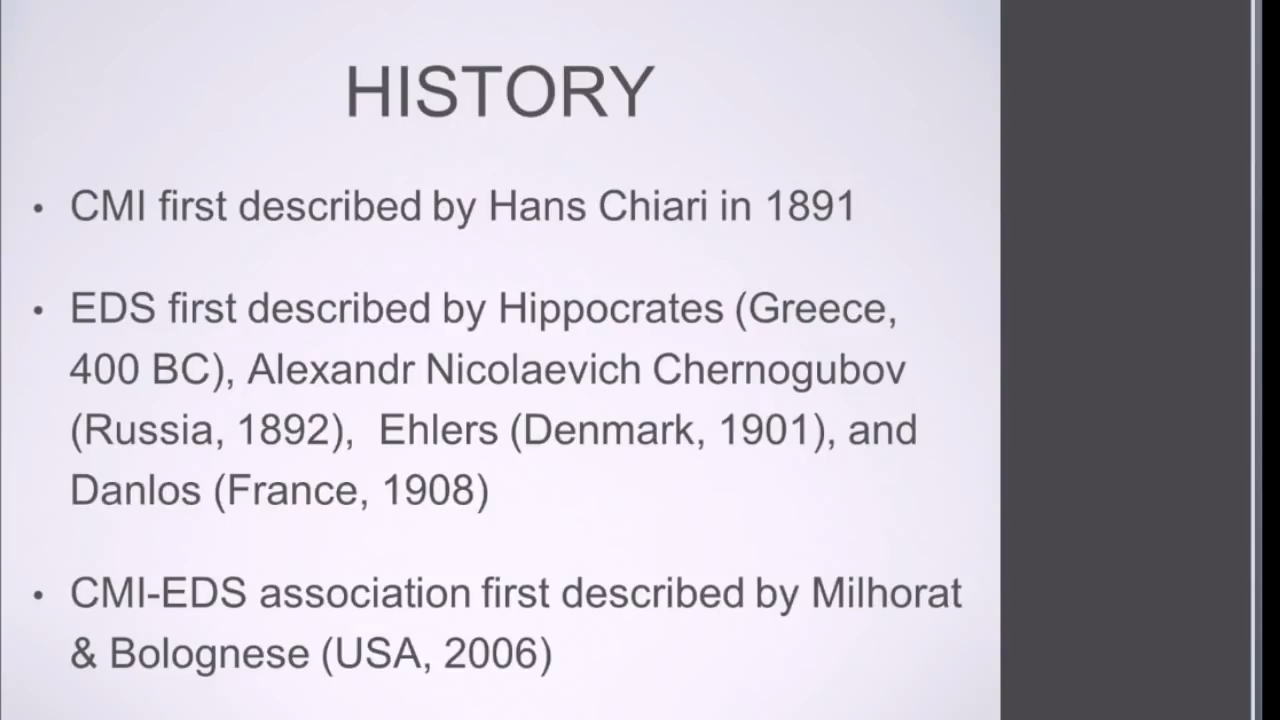 HISTORY
• CMI first described by Hans Chiari in 1891
• EDS first described by Hippocrates (Greece,
400 BC), Alexandr Nicolaevich Chernogubov
(Russia, 1892),  Ehlers (Denmark, 1901), and
Danlos (France, 1908)
• CMI-EDS association first described by Milhorat
& Bolognese (USA, 2006)